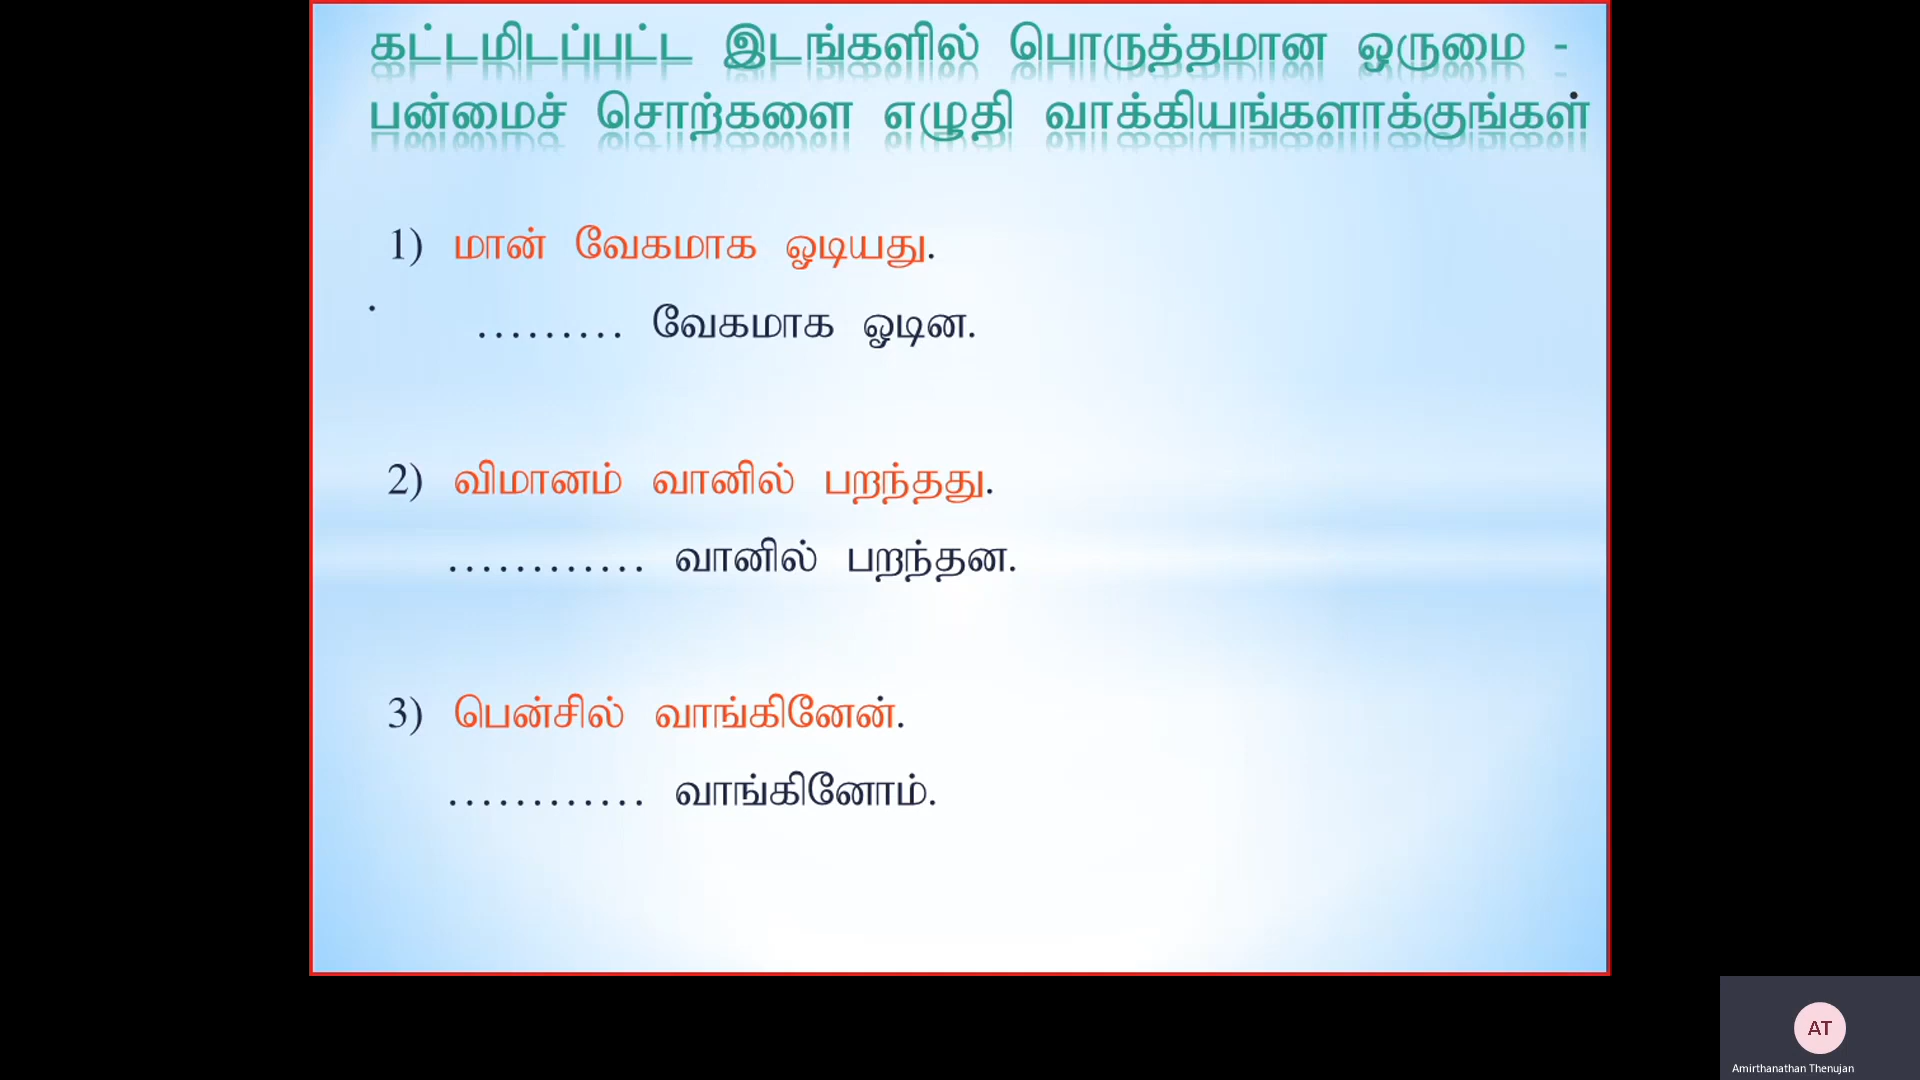 கட்டமிடப்பட்ட இடங்களில் பொருத்தமான ஒருமை -
பன்மைச் சொற்களை எழுதி வாக்கியங்களாக்குங்கள்
1) மான் வேகமாக ஓடியது.
......... வேகமாக ஓடின.
2) விமானம் வானில் பறந்தது.
............ வானில் பறந்தன.
3) பென்சில் வாங்கினேன்.
............ வாங்கினோம்.
AT
Amirthanathan Thenujan